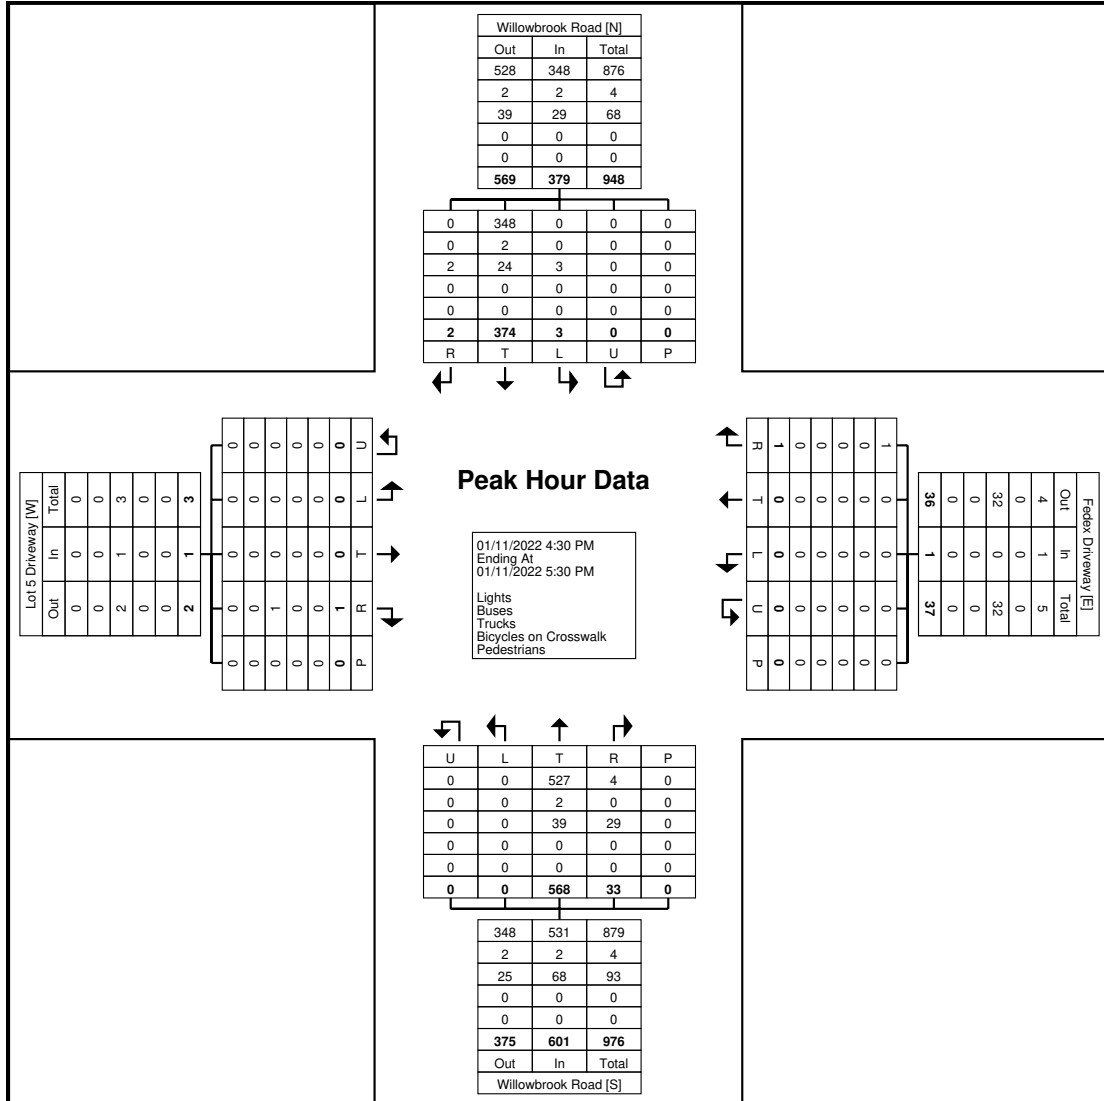 Willowbrook Road [N]
Out In Total
528 348 876
2 2 4
39 29 68
0 0 0
0 0 0
569 379 948
0 348 0 0 0
0 2 0 0 0
2 24 3 0 0
0 0 0 0 0
0 0 0 0 0
2 374 3 0 0
R T L U P
Lot 5 Driveway [W]
Out In Total
0 0 0
0 0 0
2 1 3
0 0 0
0 0 0
2 1 3
U L T R P
0 0 0 1 0
0 0 0 0 0
0 0 0 0 0
0 0 0 1 0
0 0 0 0 0
0 0 0 0 0
Peak Hour Data
01/11/2022 4:30 PM
Ending At
01/11/2022 5:30 PM
Lights
Buses
Trucks
Bicycles on Crosswalk
Pedestrians
Fedex Driveway [E]
Out In Total
4 1 5
0 0 0
32 0 32
0 0 0
0 0 0
36 1 37
1 0 0 0 0
0 0 0 0 0
0 0 0 0 0
0 0 0 0 0
0 0 0 0 0
1 0 0 0 0
R T L U P
U L T R P
0 0 527 4 0
0 0 2 0 0
0 0 39 29 0
0 0 0 0 0
0 0 0 0 0
0 0 568 33 0
348 531 879
2 2 4
25 68 93
0 0 0
0 0 0
375 601 976
Out In Total
Willowbrook Road [S]